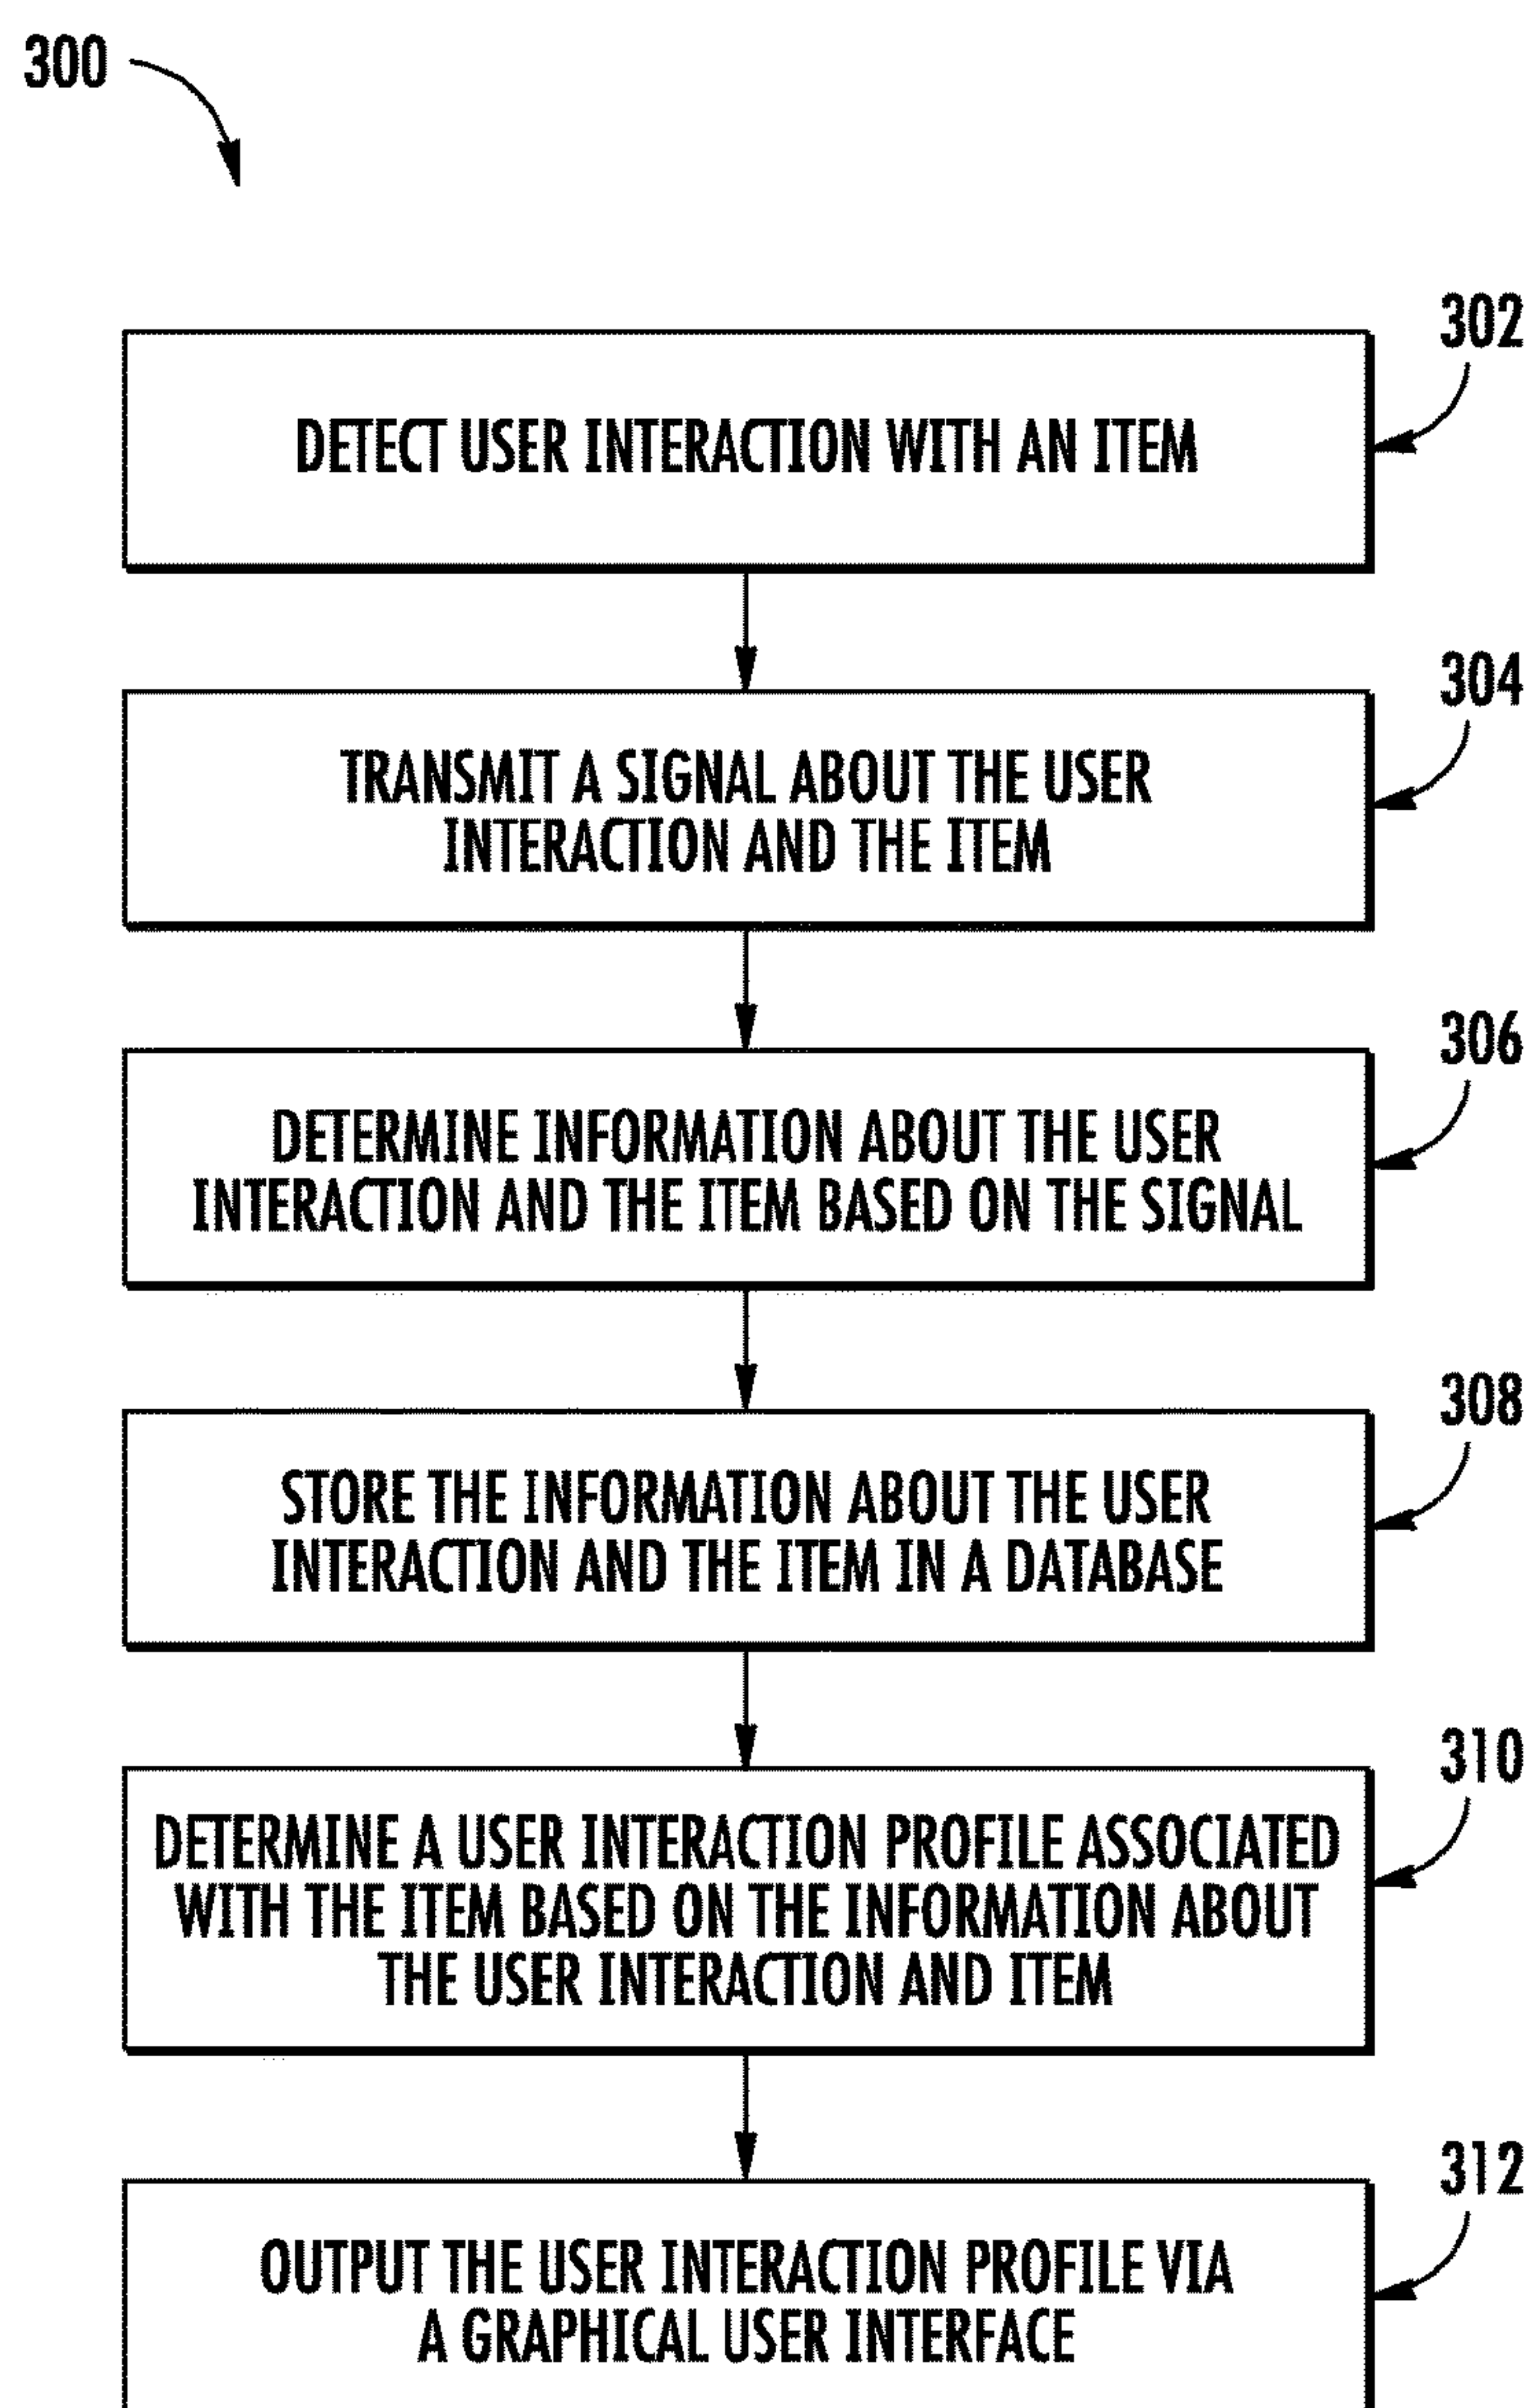 300
302
DETECT USER INTERACTION WITH AN ITEM
304
TRANSMIT A SIGNAL ABOUT THE USER
INTERACTION AND THE ITEM
306
DETERMINE INFORMATION ABOUT THE USER
INTERACTION AND THE ITEM BASED ON THE SIGNAL
308
STORE THE INFORMATION ABOUT THE USER
INTERACTION AND THE ITEM IN A DATABASE
310
DETERMINE A USER INTERACTION PROFILE ASSOCIATED
WITH THE ITEM BASED ON THE INFORMATION ABOUT
THE USER INTERACTION AND ITEM
312
OUTPUT THE USER INTERACTION PROFILE VIA
A GRAPHICAL USER INTERFACE